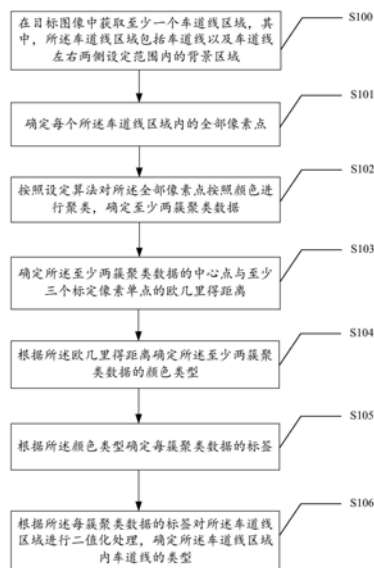 在目标图像中获取至少一个车道线区域，其
中，所述车道线区域包括车道线以及车道线
左右两侧设定范围内的背景区域
S100
确定每个所述车道线区域内的全部像素点
S101
按照设定算法对所述全部像素点按照颜色进
行聚类，确定至少两簇聚类数据
S102
确定所述至少两簇聚类数据的中心点与至少
三个标定像素单点的欧几里得距离
S103
根据所述欧几里得距离确定所述至少两簇聚
类数据的颜色类型
S104
根据所述颜色类型确定每簇聚类数据的标签
S105
根据所述每簇聚类数据的标签对所述车道线
区域进行二值化处理，确定所述车道线区域
内车道线的类型
S106